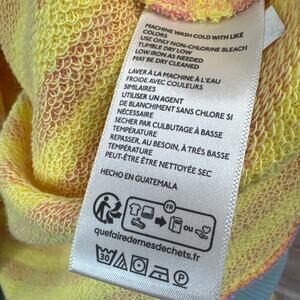 MACHINE WASH COLD WITH LIKE
COLORS
USE ONLY NON-CHLORINE BLEACH
TUMBLE DRY LOW
LOW IRON AS NEEDED
MAY BE DRY CLEANED
LAVER À LA MACHINE À L'EAU
FROIDE AVEC COULEURS
SIMILAIRES
UTILISER UN AGENT
DE BLANCHIMENT SANS CHLORE SI
NÉCESSAIRE
SECHER PAR CULBUTAGE À BASSE
TEMPÉRATURE
REPASSER, AU BESOIN, À TRÈS BASSE
TEMPÉRATURE
PEUT-ÊTRE ÊTRE NETTOYÉE SEC
HECHO EN GUATEMALA
FR
OU
quefairedemesdechets.fr
30
P